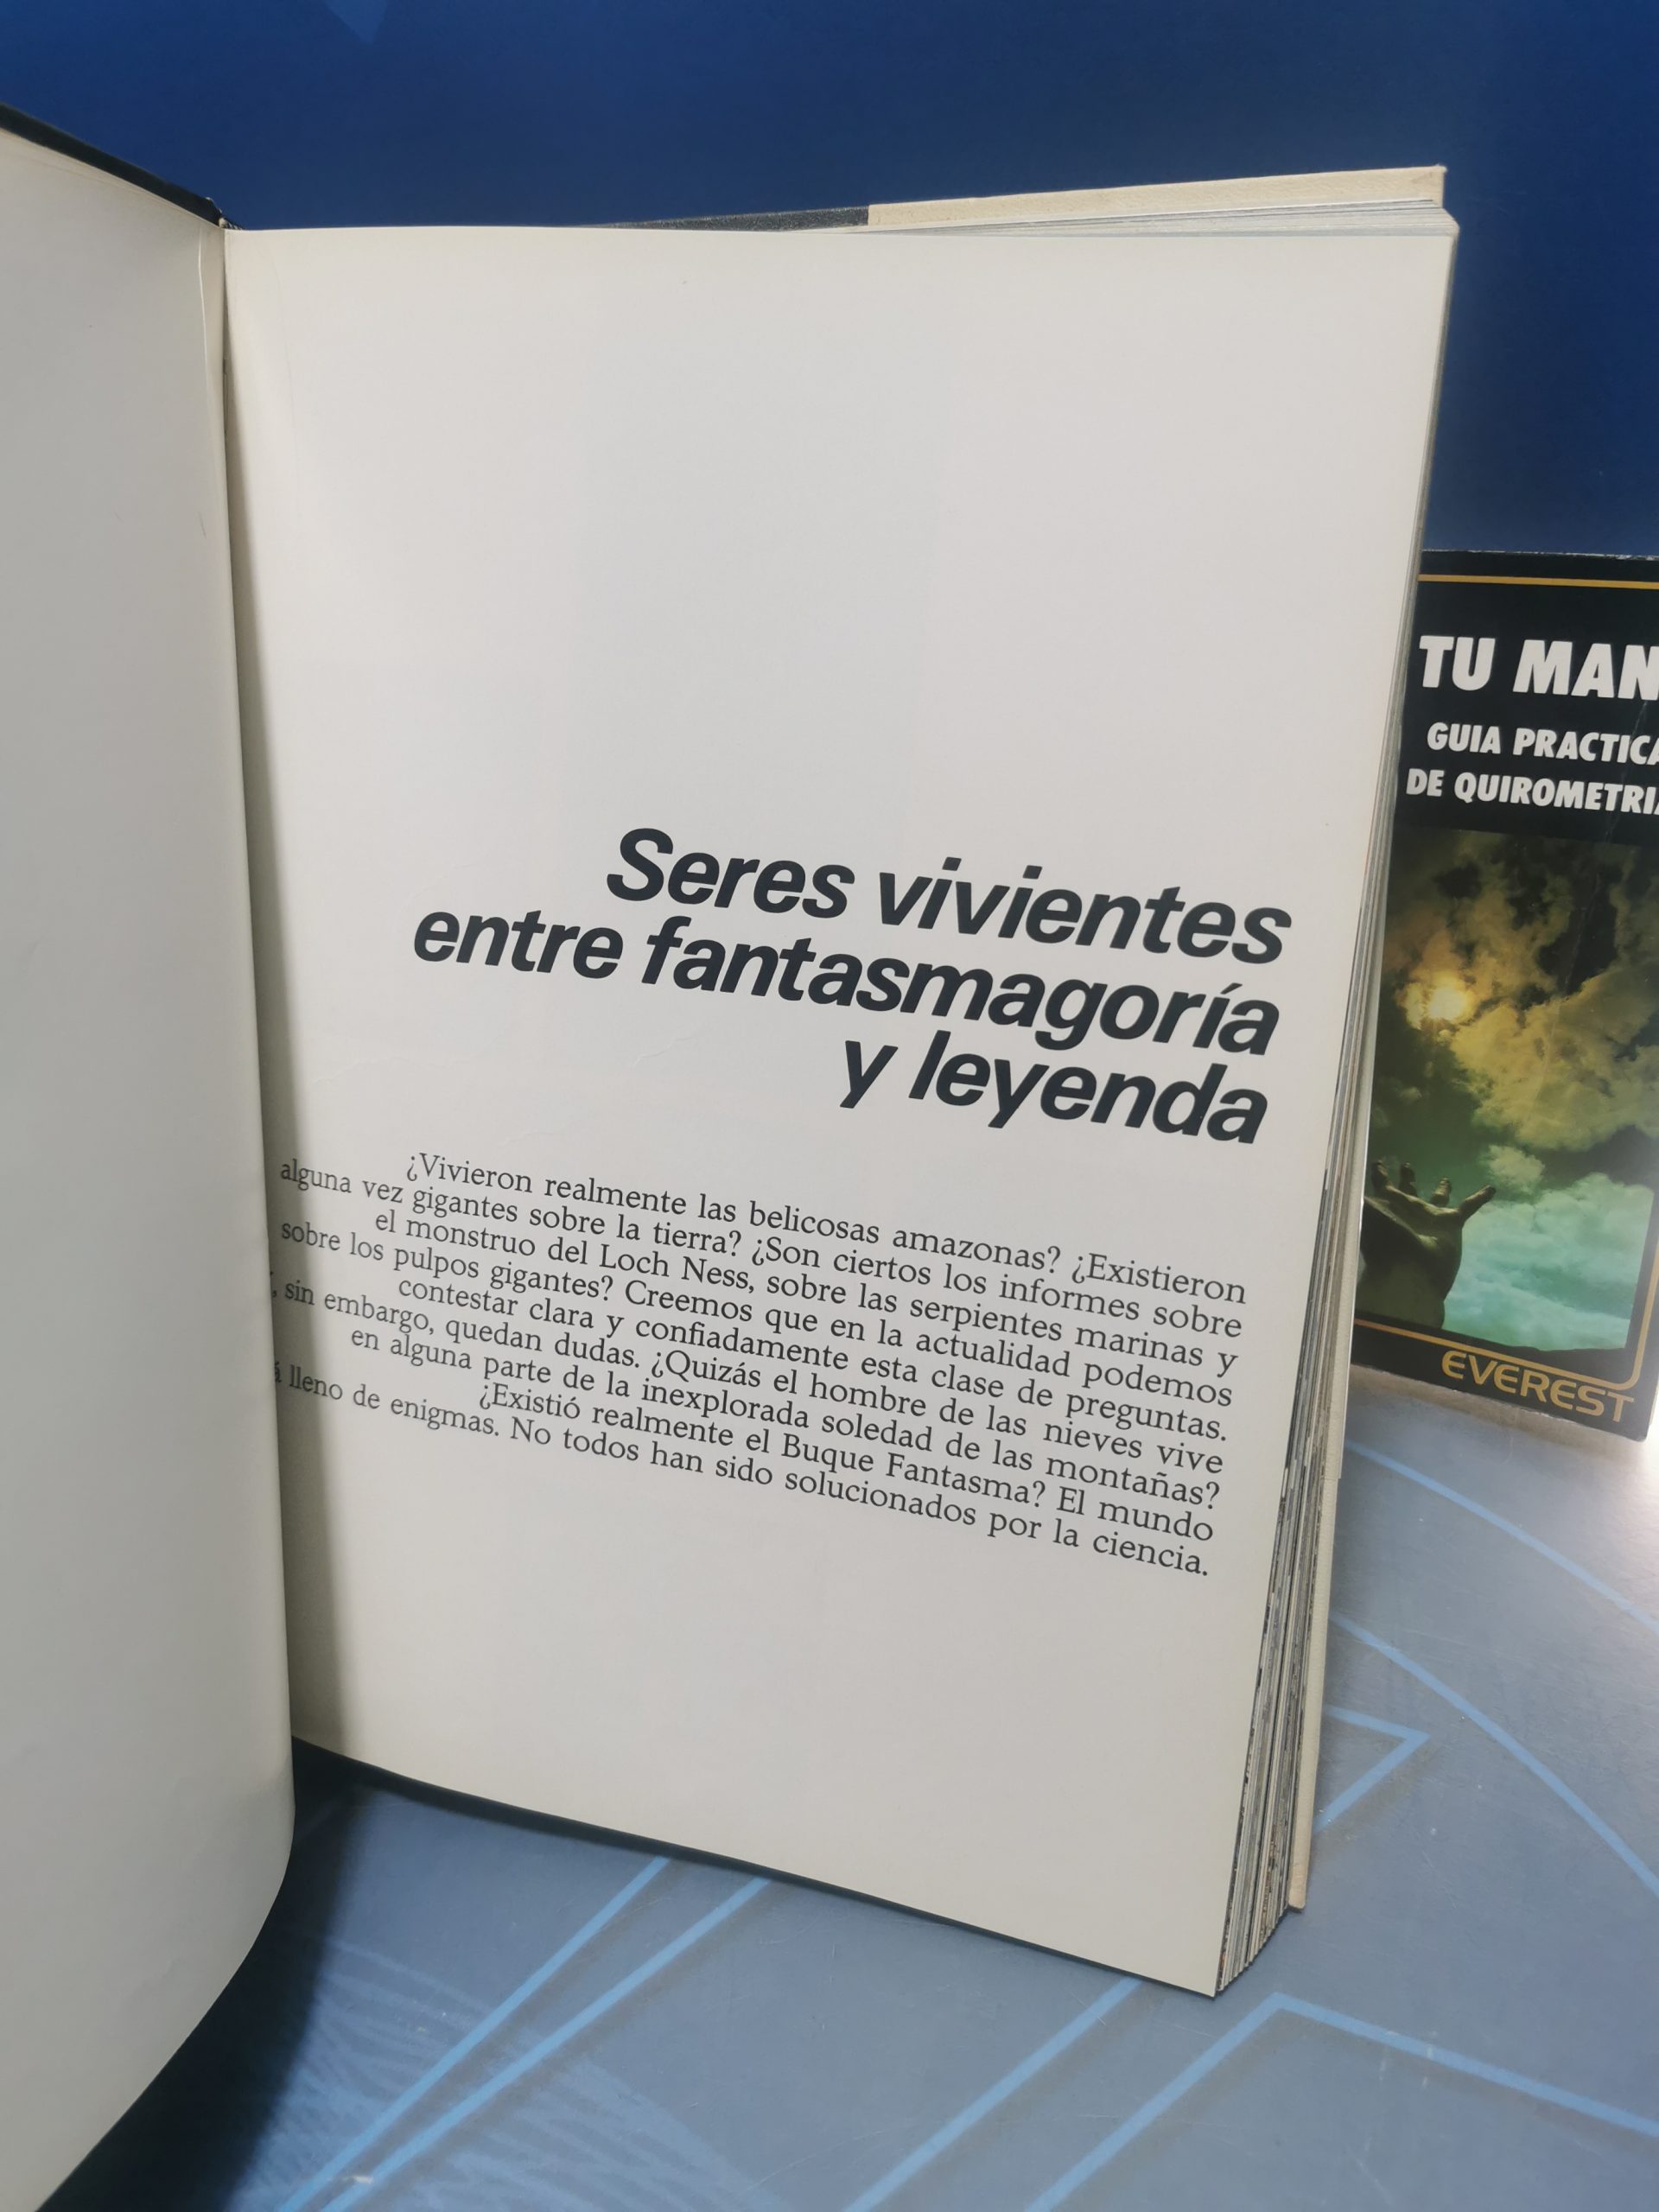 Seres vivientes
entre fantasmagoría
y leyenda
¿Vivieron realmente las belicosas amazonas? ¿Existieron
alguna vez gigantes sobre la tierra? ¿Son ciertos los informes sobre
el monstruo del Loch Ness, sobre las serpientes marinas y
sobre los pulpos gigantes? Creemos que en la actualidad podemos
contestar clara y confiadamente esta clase de preguntas.
, sin embargo, quedan dudas. ¿Quizás el hombre de las nieves vive
en alguna parte de la inexplorada soledad de las montañas?
¿Existió realmente el Buque Fantasma? El mundo
lleno de enigmas. No todos han sido solucionados por la ciencia.
TU MAN
GUIA PRACTICA
DE QUIROMETRIA
EVEREST